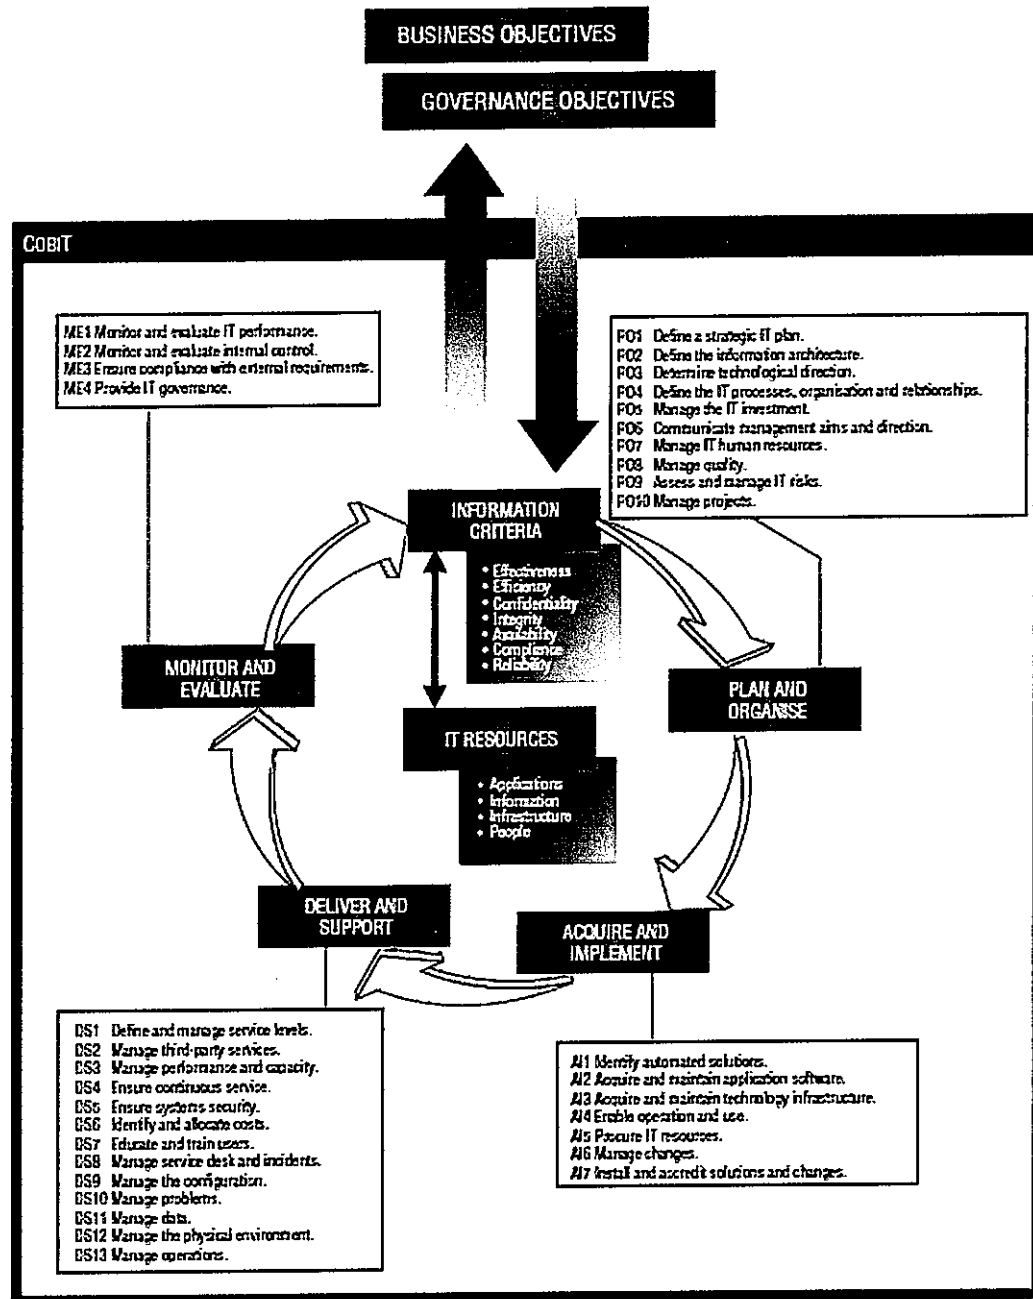 BUSINESS OBJECTIVES
GOVERNANCE OBJECTIVES
COBIT
ME1 Monitor and evaluate IT performance.
ME2 Monitor and evaluate internal control.
ME3 Ensure compliance with external requirements.
ME4 Provide IT governance.
PO1 Define a strategic IT plan.
PO2 Define the information architecture.
PO3 Determine technological direction.
PO4 Define the IT processes, organisation and relationships.
PO5 Manage the IT investment.
PO6 Communicate management aims and direction.
PO7 Manage IT human resources.
PO8 Manage quality.
PO9 Assess and manage IT risks.
PO10 Manage projects.
INFORMATION
CRITERIA
• Effectiveness
• Efficiency
• Confidentiality
• Integrity
• Availability
• Compliance
• Reliability
MONITOR AND
EVALUATE
PLAN AND
ORGANISE
IT RESOURCES
• Applications
• Information
• Infrastructure
• People
DELIVER AND
SUPPORT
ACQUIRE AND
IMPLEMENT
DS1 Define and manage service levels.
DS2 Manage third-party services.
DS3 Manage performance and capacity.
DS4 Ensure continuous service.
DS5 Ensure systems security.
DS6 Identify and allocate costs.
DS7 Educate and train users.
DS8 Manage service desk and incidents.
DS9 Manage the configuration.
DS10 Manage problems.
DS11 Manage data.
DS12 Manage the physical environment.
DS13 Manage operations.
AI1 Identify automated solutions.
AI2 Acquire and maintain application software.
AI3 Acquire and maintain technology infrastructure.
AI4 Enable operation and use.
AI5 Procure IT resources.
AI6 Manage changes.
AI7 Install and accredit solutions and changes.